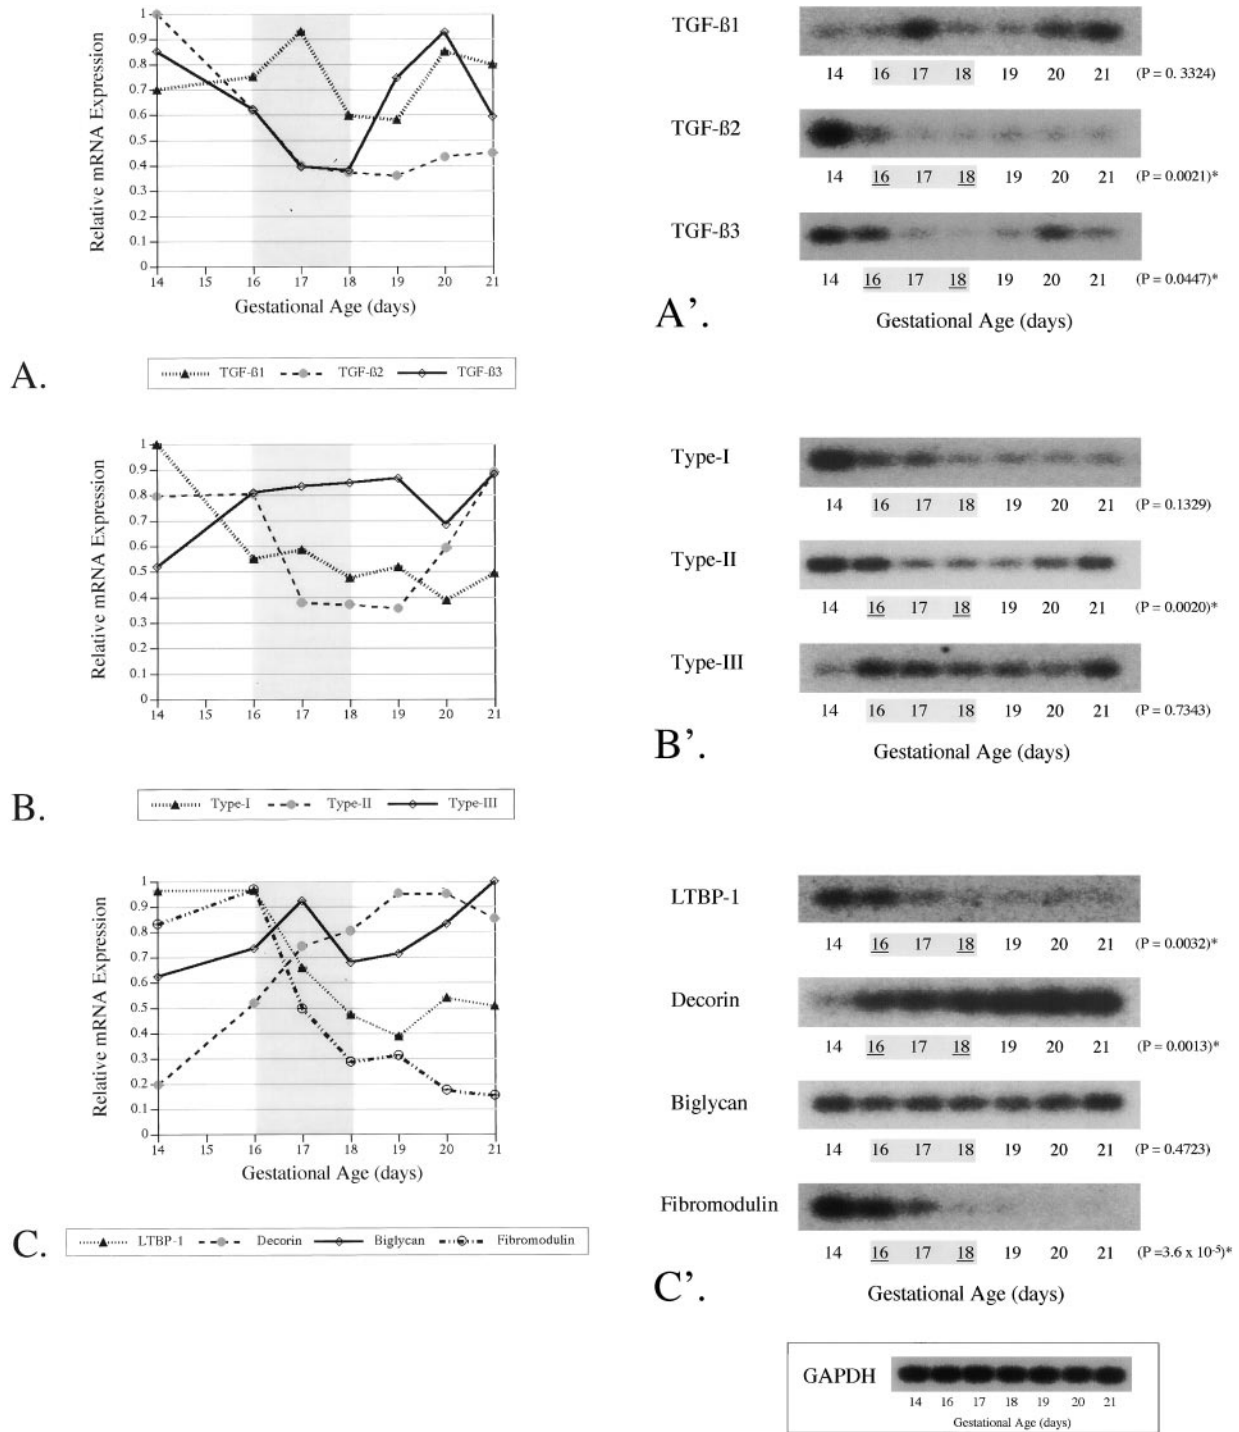 Relative mRNA Expression
1
0.9
0.8
0.7
0.6
0.5
0.4
0.3
0.2
0.1
0
14 15 16 17 18 19 20 21
Gestational Age (days)
A.
TGF-ß1 TGF-ß2 TGF-ß3
TGF-ß1
14 16 17 18 19 20 21 (P = 0. 3324)
TGF-ß2
14 16 17 18 19 20 21 (P = 0.0021)*
TGF-ß3
14 16 17 18 19 20 21 (P = 0.0447)*
A’.
Gestational Age (days)
Relative mRNA Expression
1
0.9
0.8
0.7
0.6
0.5
0.4
0.3
0.2
0.1
0
14 15 16 17 18 19 20 21
B.
Type-I Type-II Type-III
Type-I
14 16 17 18 19 20 21 (P = 0.1329)
Type-II
14 16 17 18 19 20 21 (P = 0.0020)*
Type-III
14 16 17 18 19 20 21 (P = 0.7343)
B’.
Gestational Age (days)
Relative mRNA Expression
1
0.9
0.8
0.7
0.6
0.5
0.4
0.3
0.2
0.1
0
14 15 16 17 18 19 20 21
Gestational Age (days)
C.
LTBP-1 Decorin Biglycan Fibromodulin
LTBP-1
14 16 17 18 19 20 21 (P = 0.0032)*
Decorin
14 16 17 18 19 20 21 (P = 0.0013)*
Biglycan
14 16 17 18 19 20 21 (P = 0.4723)
Fibromodulin
14 16 17 18 19 20 21 (P =3.6 x 10-5)*
C’.
Gestational Age (days)
GAPDH
14 16 17 18 19 20 21
Gestational Age (days)